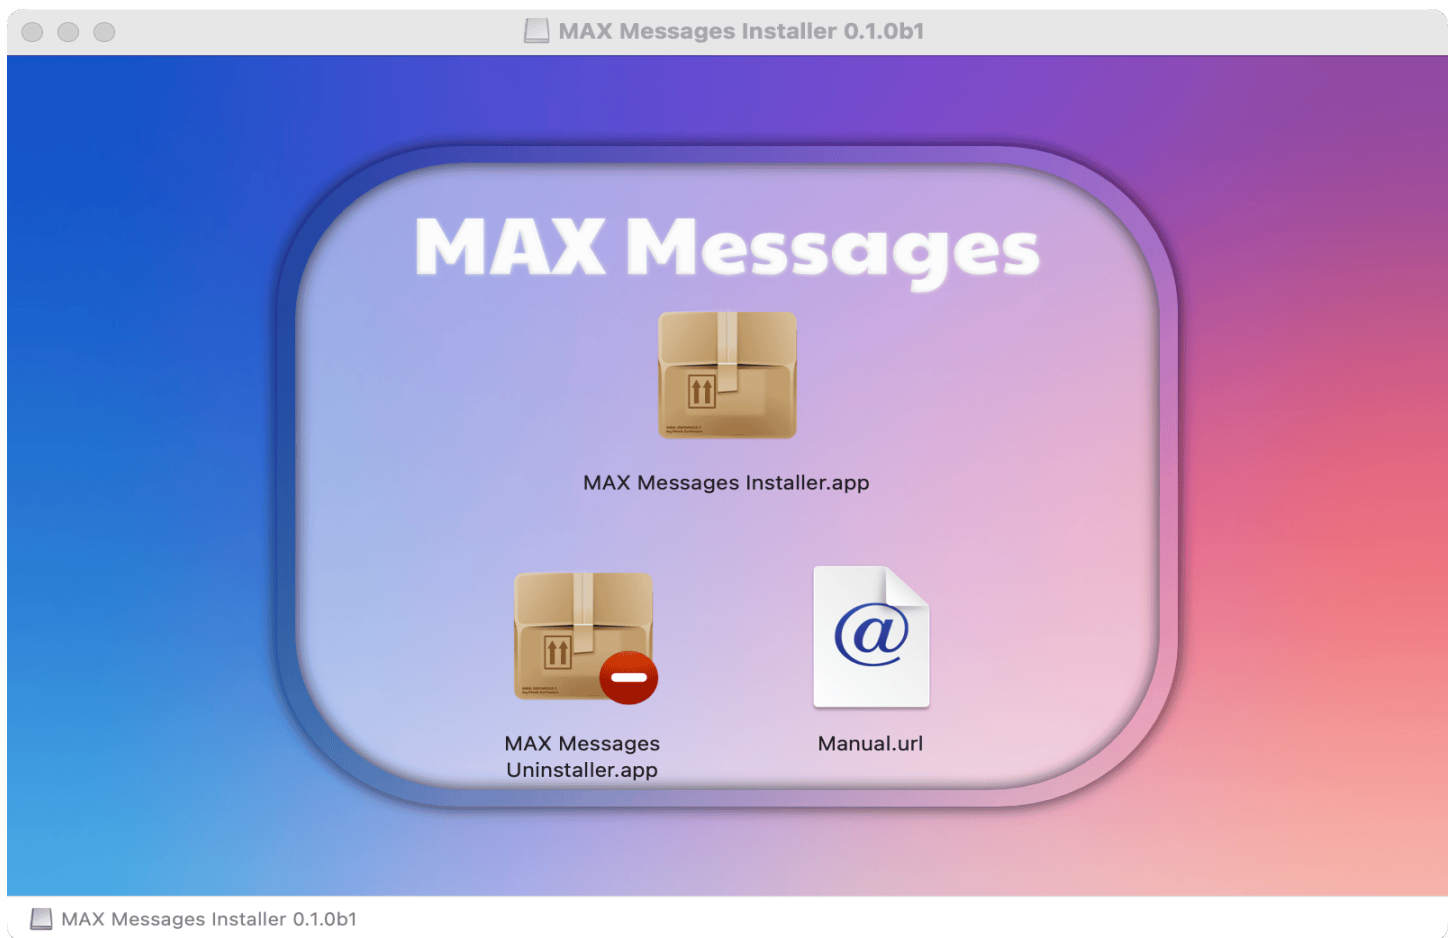 MAX Messages Installer 0.1.0b1
MAX Messages
MAX Messages Installer.app
@
MAX Messages
Uninstaller.app
Manual.url
MAX Messages Installer 0.1.0b1